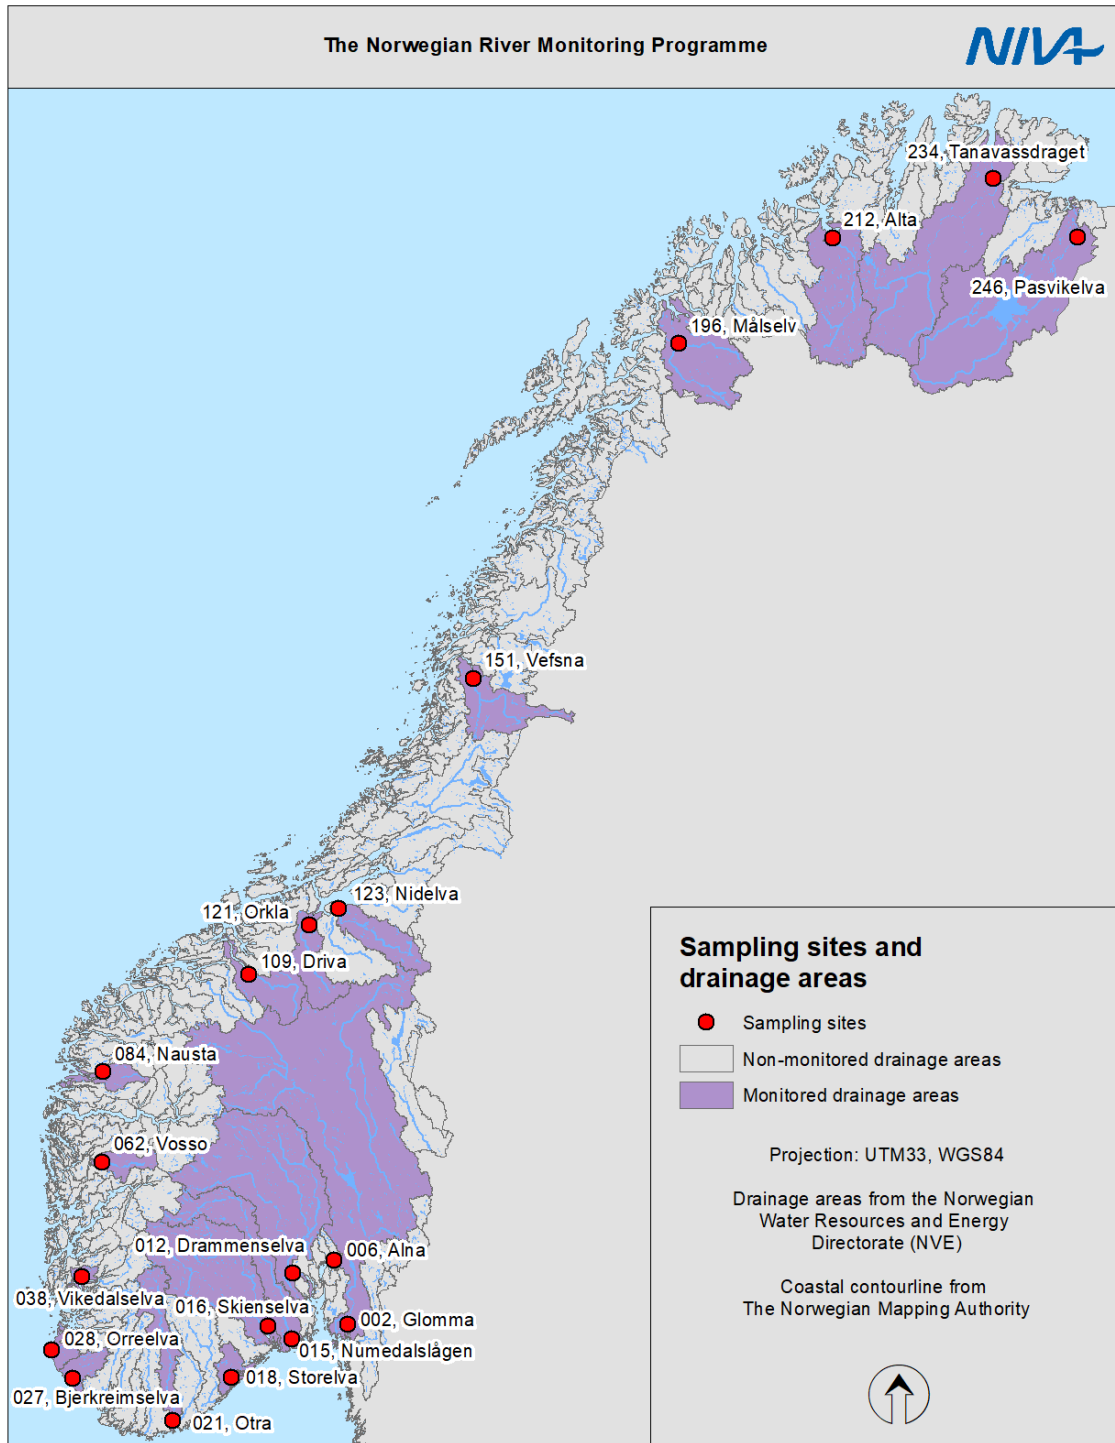 The Norwegian River Monitoring Programme
NIVA
234, Tanavassdraget
212, Alta
246, Pasvikelva
196, Målselv
151, Vefsna
123, Nidelva
121, Orkla
109, Driva
084, Nausta
062, Vosso
012, Drammenselva
006, Alna
038, Vikedalselva
016, Skienselva
002, Glomma
028, Orreelva
015, Numedalslågen
018, Storelva
027, Bjerkreimselva
021, Otra
Sampling sites and
drainage areas
Sampling sites
Non-monitored drainage areas
Monitored drainage areas
Projection: UTM33, WGS84
Drainage areas from the Norwegian
Water Resources and Energy
Directorate (NVE)
Coastal contourline from
The Norwegian Mapping Authority